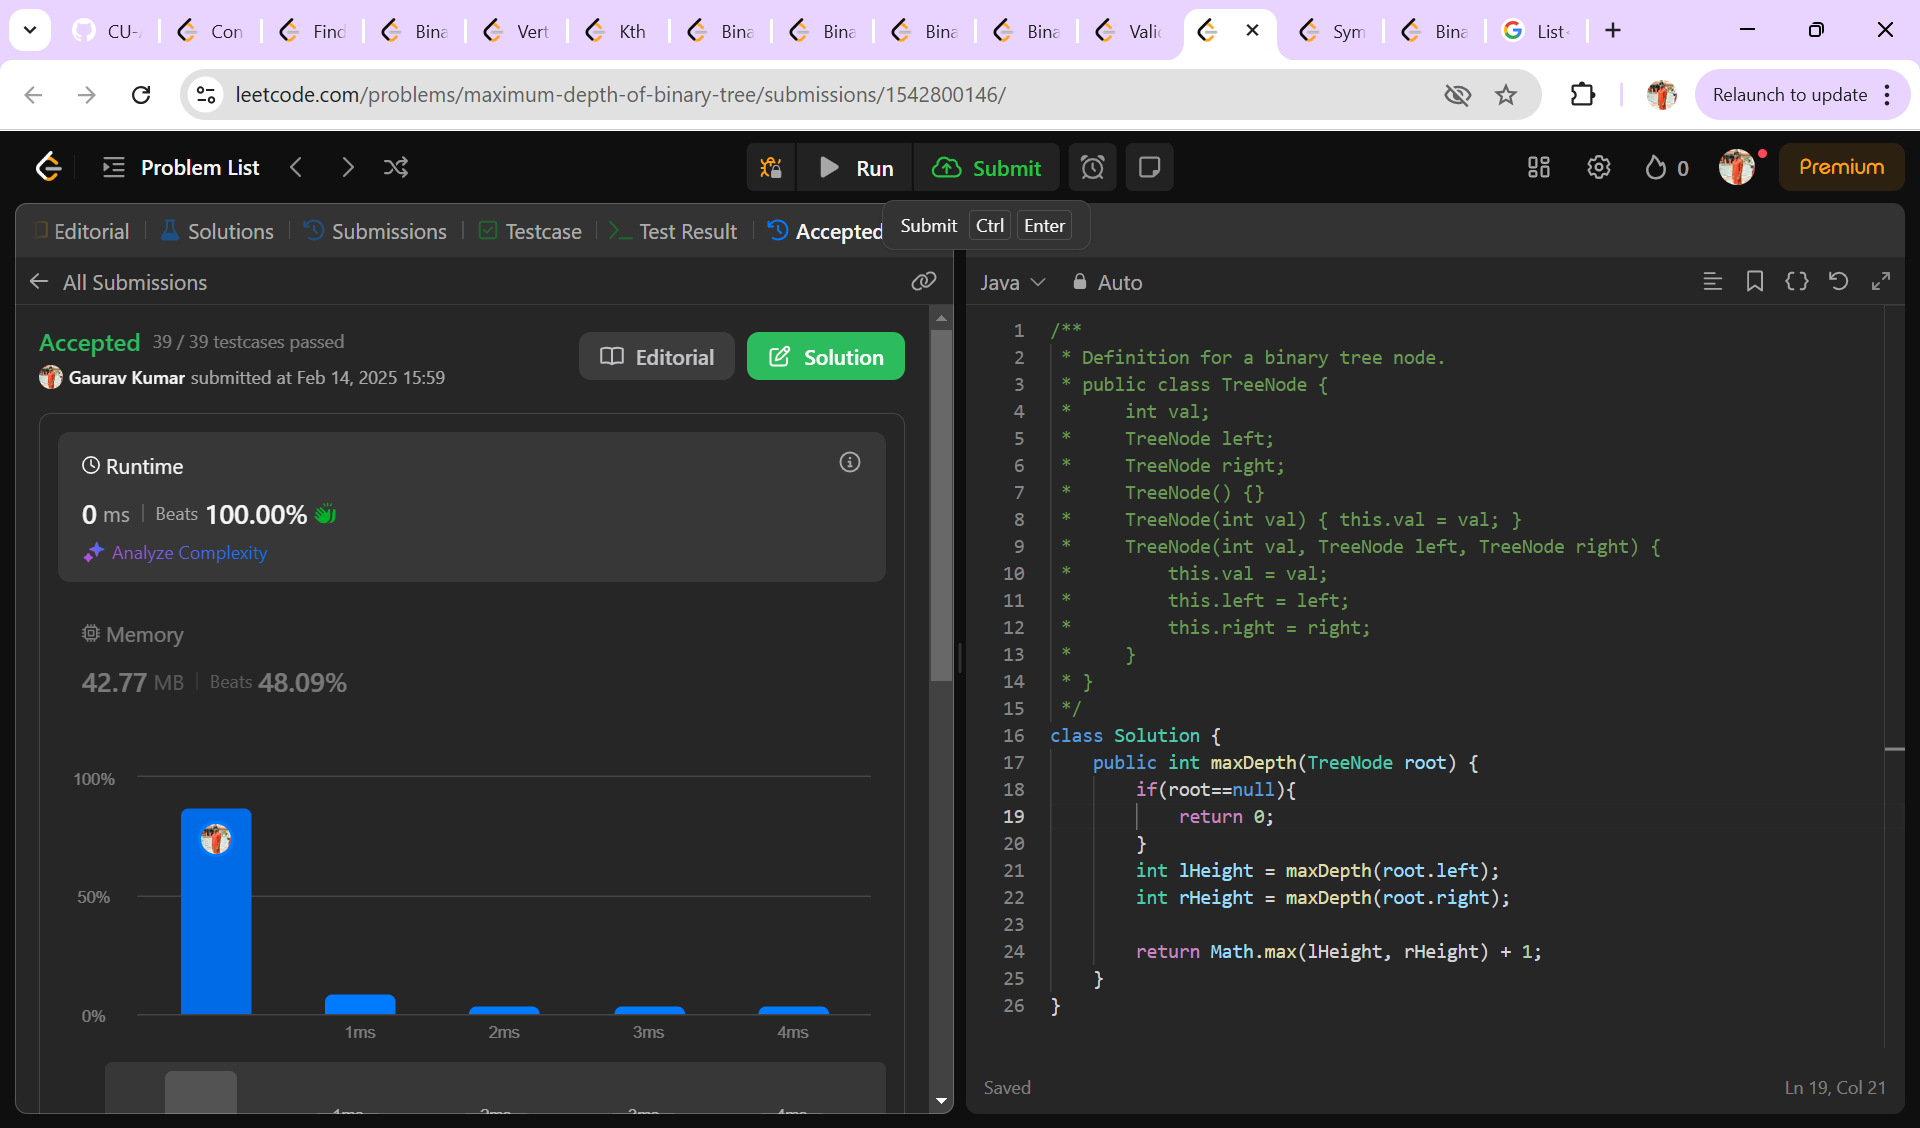 CU-
Con
Find
Bina
Vert
Kth
Bina
Bina
Bina
Bina
Valid
Sym
Bina
List
leetcode.com/problems/maximum-depth-of-binary-tree/submissions/1542800146/
Relaunch to update
Problem List
Run
Submit
0
Premium
Editorial
Solutions
Submissions
Testcase
Test Result
Accepted
Submit Ctrl Enter
All Submissions
Accepted 39 / 39 testcases passed
Gaurav Kumar submitted at Feb 14, 2025 15:59
Editorial
Solution
Runtime
0 ms Beats 100.00%
Analyze Complexity
Memory
42.77 MB Beats 48.09%
100%
50%
0%
1ms 2ms 3ms 4ms
1ms 2ms 3ms 4ms
Java Auto
1 /**
2 * Definition for a binary tree node.
3 * public class TreeNode {
4 *     int val;
5 *     TreeNode left;
6 *     TreeNode right;
7 *     TreeNode() {}
8 *     TreeNode(int val) { this.val = val; }
9 *     TreeNode(int val, TreeNode left, TreeNode right) {
10 *         this.val = val;
11 *         this.left = left;
12 *         this.right = right;
13 *     }
14 * }
15 */
16 class Solution {
17     public int maxDepth(TreeNode root) {
18         if(root==null){
19             return 0;
20         }
21         int lHeight = maxDepth(root.left);
22         int rHeight = maxDepth(root.right);
23
24         return Math.max(lHeight, rHeight) + 1;
25     }
26 }
Saved
Ln 19, Col 21